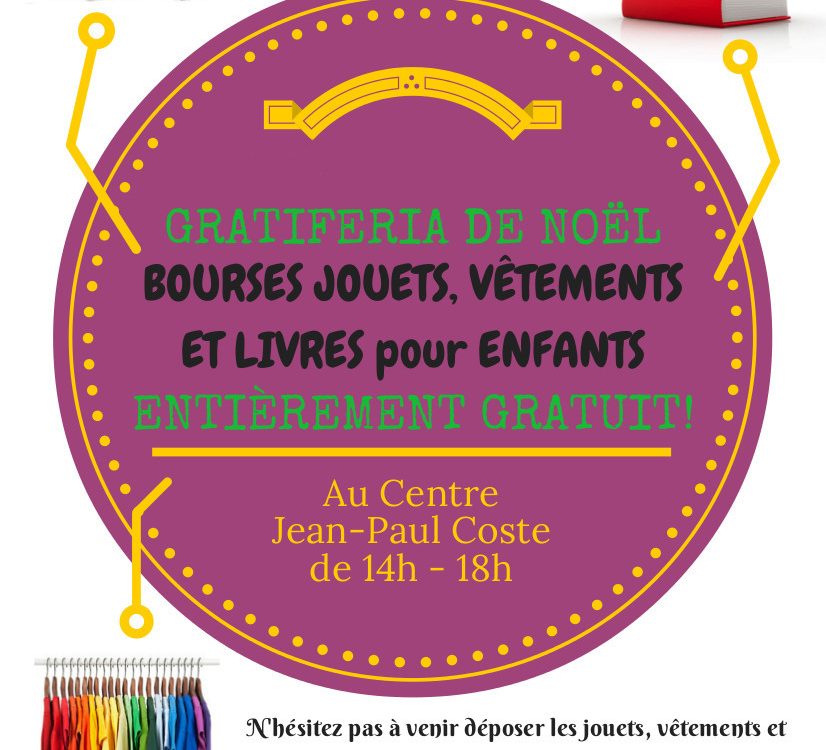 GRATIFERIA DE NOËL
BOURSES JOUETS, VÊTEMENTS
ET LIVRES pour ENFANTS
ENTIÈREMENT GRATUIT!
Au Centre
Jean-Paul Coste
de 14h - 18h
N'hésitez pas à venir déposer les jouets, vêtements et